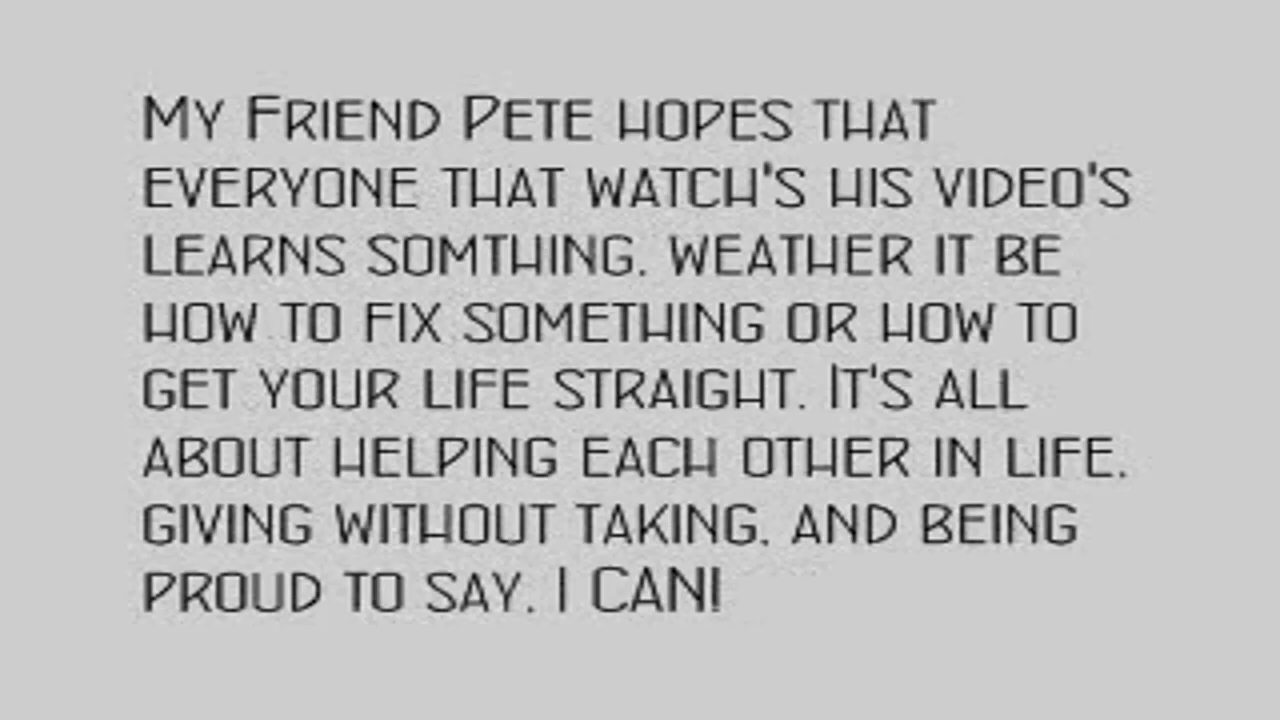 My Friend Pete hopes that
everyone that watch's his video's
learns somthing. weather it be
how to fix something or how to
get your life straight. It's all
about helping each other in life.
giving without taking. and being
proud to say. I CAN!